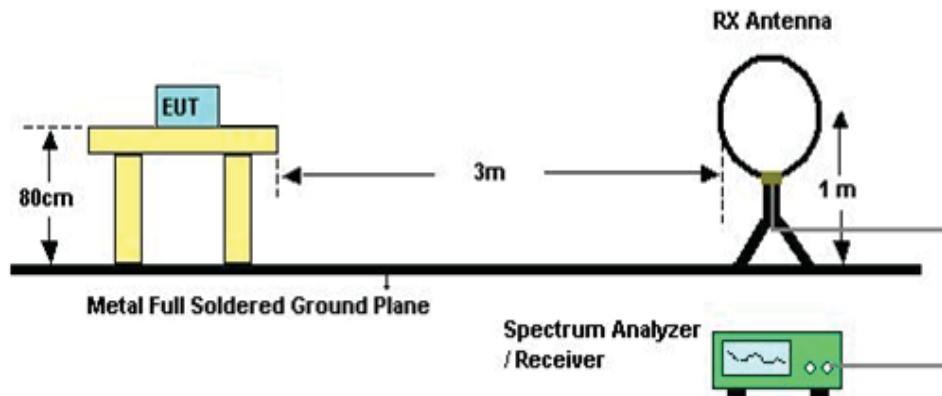 RX Antenna
EUT
3m
80cm
1 m
Metal Full Soldered Ground Plane
Spectrum Analyzer
/ Receiver